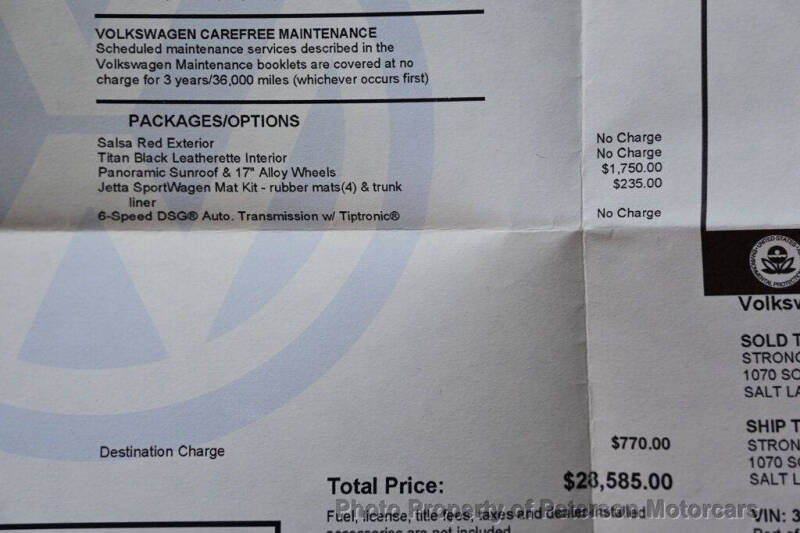 VOLKSWAGEN CAREFREE MAINTENANCE
Scheduled maintenance services described in the
Volkswagen Maintenance booklets are covered at no
charge for 3 years/36,000 miles (whichever occurs first)
PACKAGES/OPTIONS
Salsa Red Exterior No Charge
Titan Black Leatherette Interior No Charge
Panoramic Sunroof & 17" Alloy Wheels $1,750.00
Jetta SportWagen Mat Kit - rubber mats(4) & trunk $235.00
liner
6-Speed DSG® Auto. Transmission w/ Tiptronic® No Charge
Destination Charge $770.00
Total Price: $28,585.00
Fuel, license, title fees, taxes and dealer installed
accessories are not included
Photo Property of Peterson Motorcars
UNITED STATES
Volksw
SOLD T
STRONG
1070 SO
SALT LA
SHIP T
STRON
1070 S
SALT L
VIN: 3